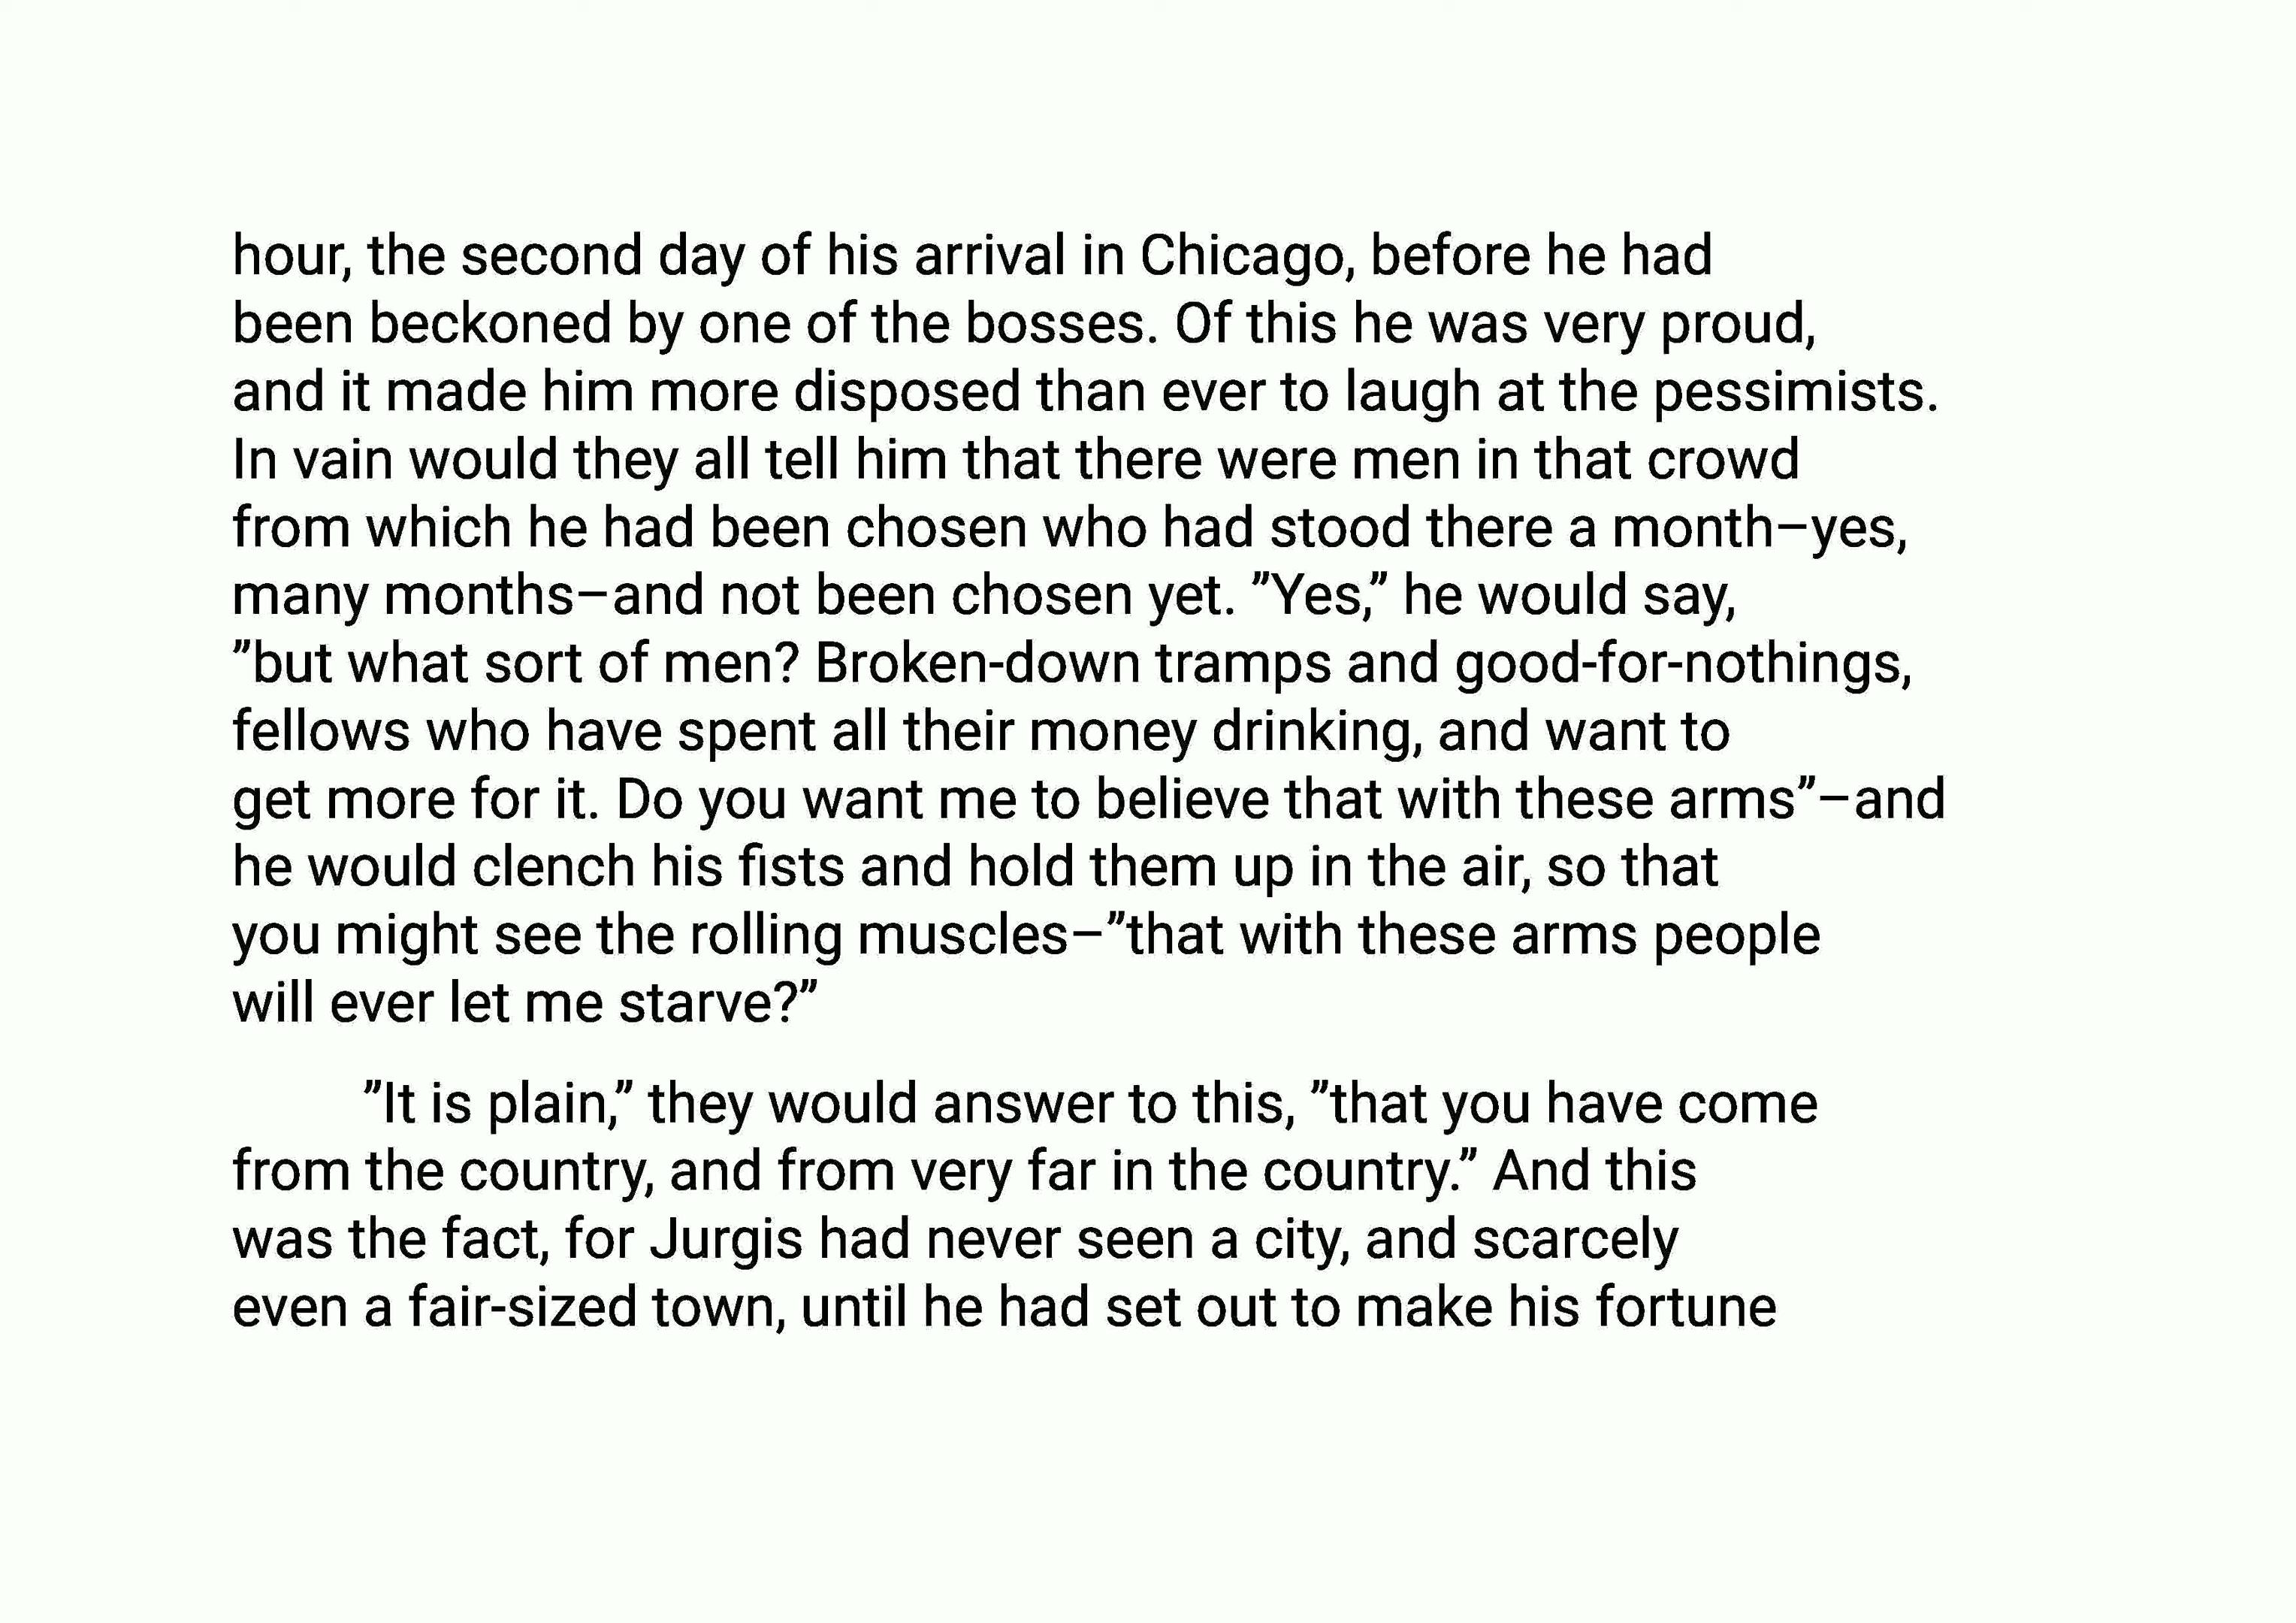 hour, the second day of his arrival in Chicago, before he had
been beckoned by one of the bosses. Of this he was very proud,
and it made him more disposed than ever to laugh at the pessimists.
In vain would they all tell him that there were men in that crowd
from which he had been chosen who had stood there a month–yes,
many months–and not been chosen yet. ”Yes,” he would say,
”but what sort of men? Broken-down tramps and good-for-nothings,
fellows who have spent all their money drinking, and want to
get more for it. Do you want me to believe that with these arms”–and
he would clench his fists and hold them up in the air, so that
you might see the rolling muscles–”that with these arms people
will ever let me starve?”
”It is plain,” they would answer to this, ”that you have come
from the country, and from very far in the country.” And this
was the fact, for Jurgis had never seen a city, and scarcely
even a fair-sized town, until he had set out to make his fortune